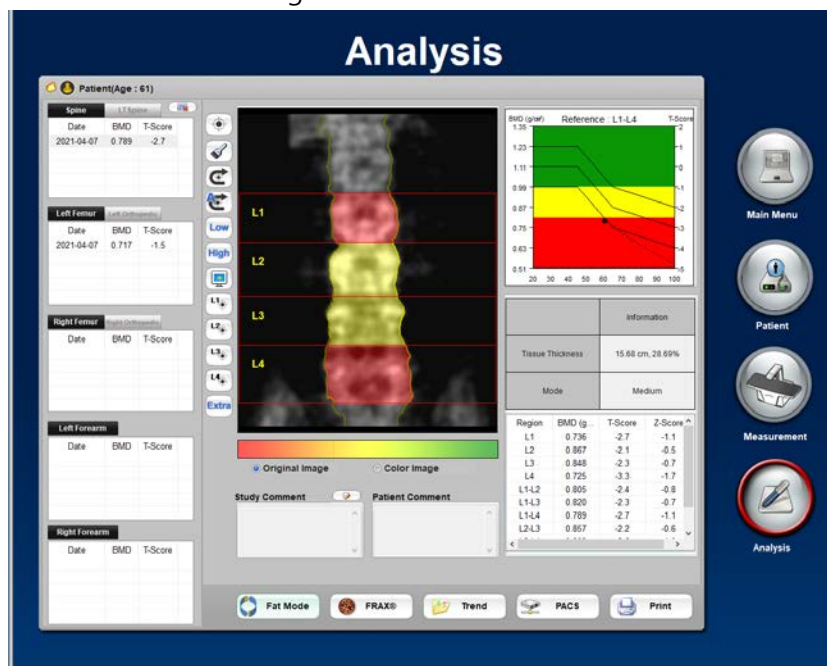 Analysis
Patient(Age : 61)
Spine
LT Spine
Date BMD T-Score
2021-04-07 0.789 -2.7
Left Femur
Left Orthopedic
Date BMD T-Score
2021-04-07 0.717 -1.5
Right Femur
Right Orthopedic
Date BMD T-Score
Left Forearm
Date BMD T-Score
Right Forearm
Date BMD T-Score
Low
High
L1
L2
L3
L4
Extra
L1
L2
L3
L4
Original Image
Color Image
Study Comment
Patient Comment
BMD (g/㎠) Reference : L1-L4 T-Score
1.35 2
1.23 1
1.11 0
0.99 -1
0.87 -2
0.75 -3
0.63 -4
0.51 -5
20 30 40 50 60 70 80 90 100
Information
Tissue Thickness 15.68 cm, 28.69%
Mode Medium
Region BMD (g... T-Score Z-Score
L1 0.736 -2.7 -1.1
L2 0.867 -2.1 -0.5
L3 0.848 -2.3 -0.7
L4 0.725 -3.3 -1.7
L1-L2 0.805 -2.4 -0.8
L1-L3 0.820 -2.3 -0.7
L1-L4 0.789 -2.7 -1.1
L2-L3 0.857 -2.2 -0.6
Fat Mode
FRAX®
Trend
PACS
Print
Main Menu
Patient
Measurement
Analysis